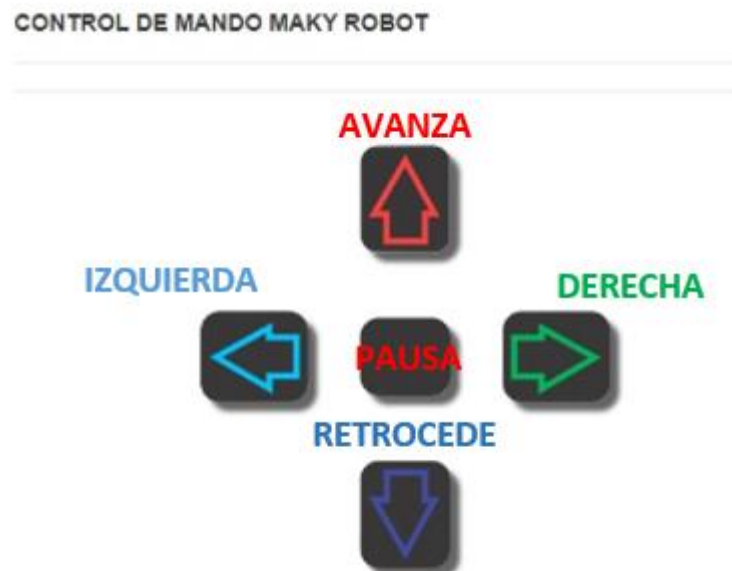 CONTROL DE MANDO MAKY ROBOT
AVANZA
IZQUIERDA
DERECHA
PAUSA
RETROCEDE